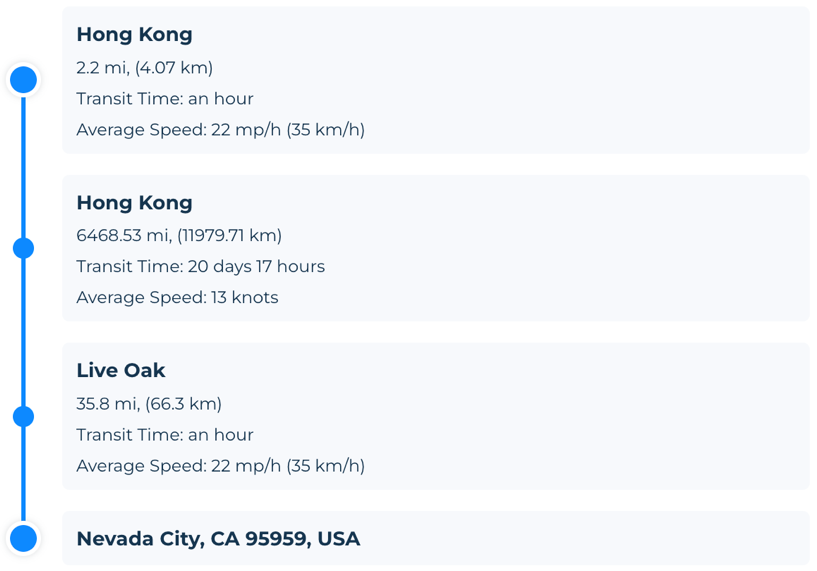 Hong Kong
2.2 mi, (4.07 km)
Transit Time: an hour
Average Speed: 22 mp/h (35 km/h)
Hong Kong
6468.53 mi, (11979.71 km)
Transit Time: 20 days 17 hours
Average Speed: 13 knots
Live Oak
35.8 mi, (66.3 km)
Transit Time: an hour
Average Speed: 22 mp/h (35 km/h)
Nevada City, CA 95959, USA